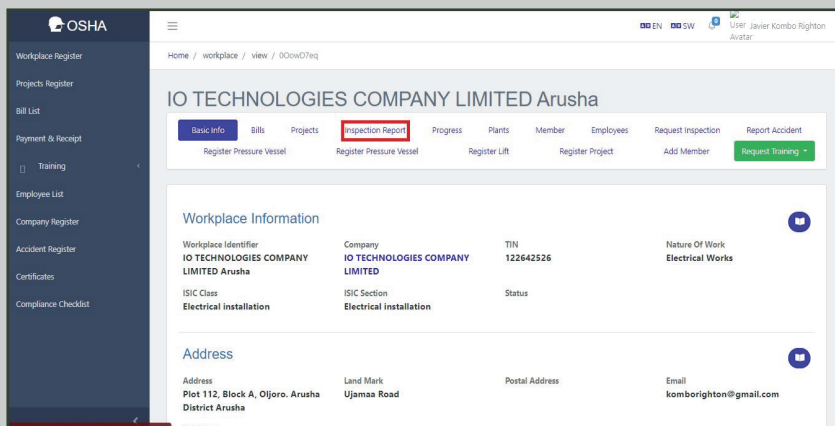 OSHA
EN SW User Javier Kombo Righton
Avatar
Workplace Register
Projects Register
Bill List
Payment & Receipt
Training
Employee List
Company Register
Accident Register
Certificates
Compliance Checklist
Home / workplace / view / 0OowD7eq
IO TECHNOLOGIES COMPANY LIMITED Arusha
Basic Info Bills Projects Inspection Report Progress Plants Member Employees Request Inspection Report Accident
Register Pressure Vessel Register Pressure Vessel Register Lift Register Project Add Member Request Training
Workplace Information
Workplace Identifier Company TIN Nature Of Work
IO TECHNOLOGIES COMPANY IO TECHNOLOGIES COMPANY 122642526 Electrical Works
LIMITED Arusha LIMITED
ISIC Class ISIC Section Status
Electrical installation Electrical installation
Address
Address Land Mark Postal Address Email
Plot 112, Block A, Oljoro. Arusha Ujamaa Road komborighton@gmail.com
District Arusha